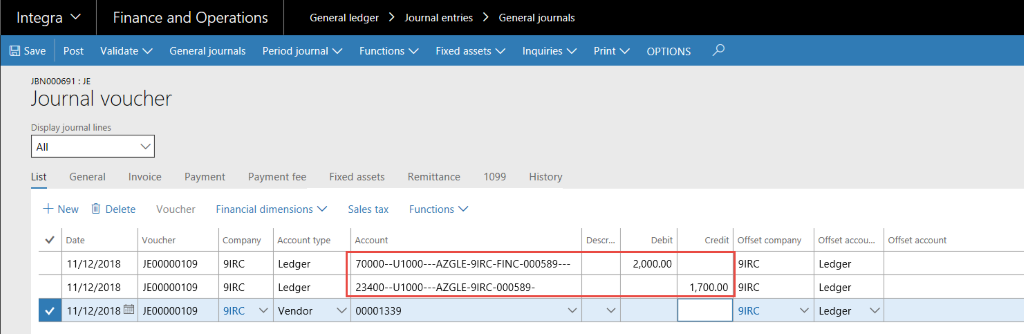 Integra Finance and Operations General ledger > Journal entries > General journals
Save Post Validate General journals Period journal Functions Fixed assets Inquiries Print OPTIONS
JBN000691 : JE
Journal voucher
Display journal lines
All
List General Invoice Payment Payment fee Fixed assets Remittance 1099 History
+ New Delete Voucher Financial dimensions Sales tax Functions
Date Voucher Company Account type Account Descr... Debit Credit Offset company Offset accou... Offset account
11/12/2018 JE00000109 9IRC Ledger 70000--U1000---AZGLE-9IRC-FINC-000589--- 2,000.00 9IRC Ledger
11/12/2018 JE00000109 9IRC Ledger 23400--U1000---AZGLE-9IRC-000589- 1,700.00 9IRC Ledger
11/12/2018 JE00000109 9IRC Vendor 00001339 9IRC Ledger